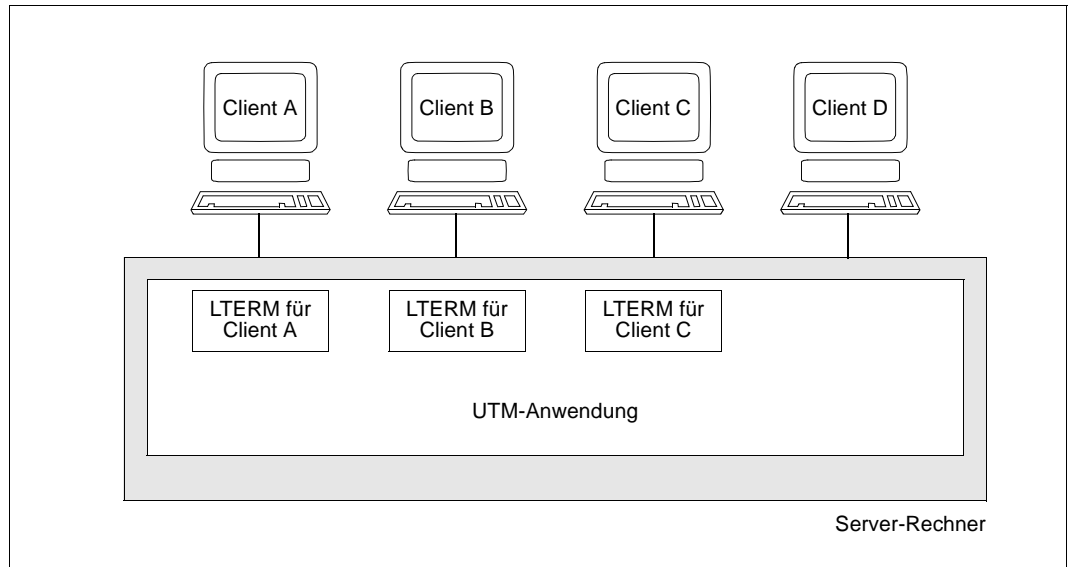 Client A
Client B
Client C
Client D
LTERM für
Client A
LTERM für
Client B
LTERM für
Client C
UTM-Anwendung
Server-Rechner